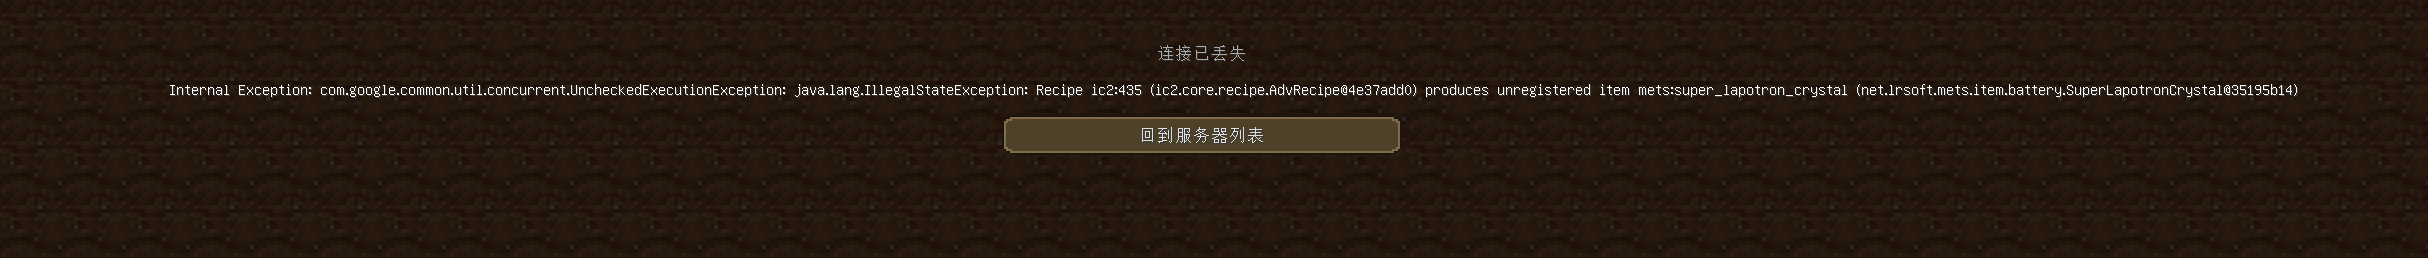 连接已丢失
Internal Exception: com.google.common.util.concurrent.UncheckedExecutionException: java.lang.IllegalStateException: Recipe ic2:435 (ic2.core.recipe.AdvRecipe@4e37add0) produces unregistered item mets:super_lapotron_crystal (net.lrsoft.mets.item.battery.SuperLapotronCrystal@35195b14)
回到服务器列表